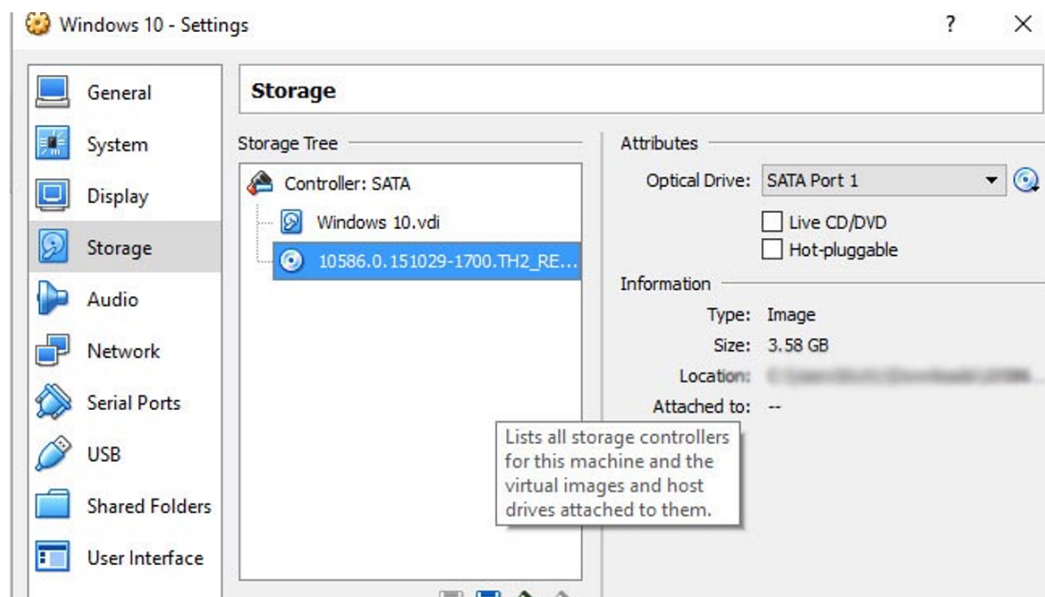 Windows 10 - Settings
?
General
System
Display
Storage
Audio
Network
Serial Ports
USB
Shared Folders
User Interface
Storage
Storage Tree
Controller: SATA
Windows 10.vdi
10586.0.151029-1700.TH2_RE...
Attributes
Optical Drive: SATA Port 1
Live CD/DVD
Hot-pluggable
Information
Type: Image
Size: 3.58 GB
Location:
Attached to: --
Lists all storage controllers
for this machine and the
virtual images and host
drives attached to them.